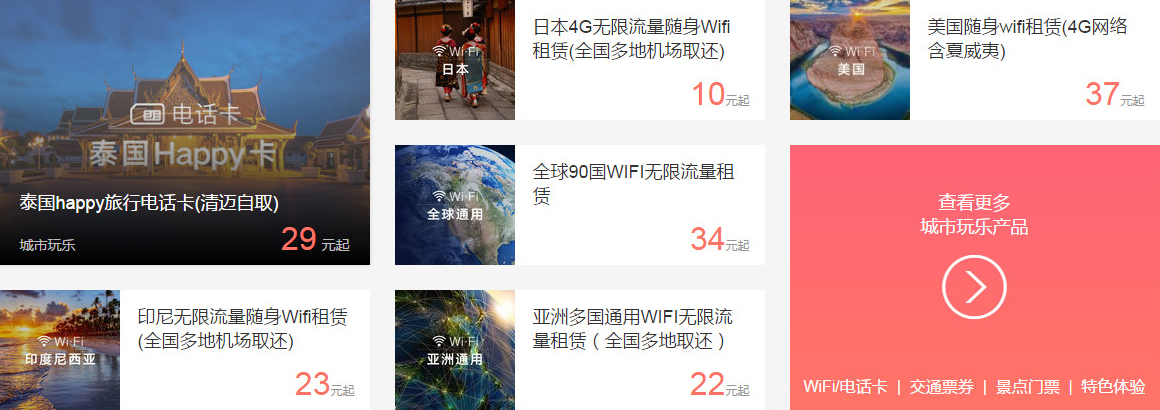 电话卡
泰国Happy卡
泰国happy旅行电话卡(清迈自取)
城市玩乐
29 元起
Wi-Fi
日本
日本4G无限流量随身Wifi
租赁(全国多地机场取还)
10元起
Wi-Fi
美国
美国随身wifi租赁(4G网络
含夏威夷)
37元起
Wi-Fi
全球通用
全球90国WIFI无限流量租
赁
34元起
查看更多
城市玩乐产品
WiFi/电话卡 | 交通票券 | 景点门票 | 特色体验
Wi-Fi
印度尼西亚
印尼无限流量随身Wifi租赁
(全国多地机场取还)
23元起
Wi-Fi
亚洲通用
亚洲多国通用WIFI无限流
量租赁（全国多地取还）
22元起